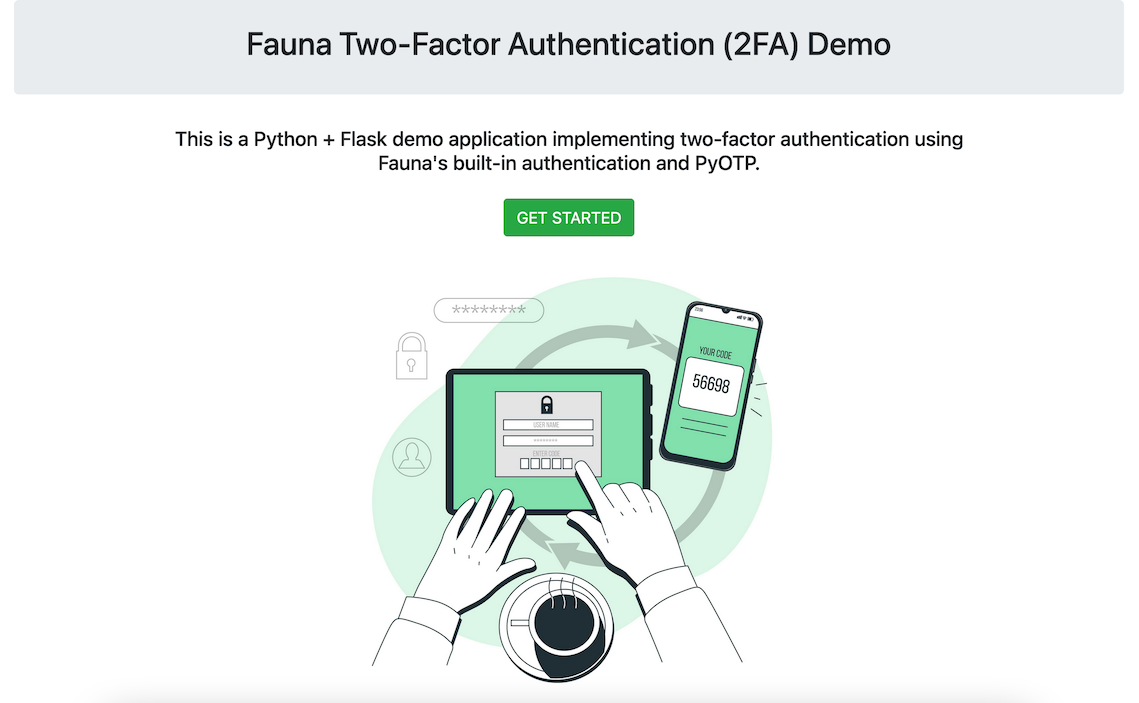 Fauna Two-Factor Authentication (2FA) Demo
This is a Python + Flask demo application implementing two-factor authentication using
Fauna's built-in authentication and PyOTP.
GET STARTED
********
YOUR CODE
56698
USER NAME
********
ENTER CODE